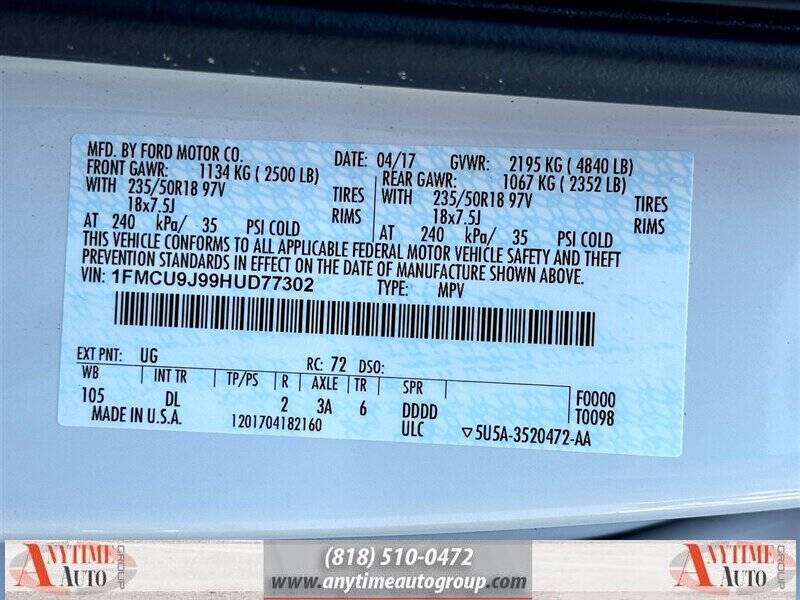 MFD. BY FORD MOTOR CO. DATE: 04/17 GVWR: 2195 KG ( 4840 LB)
FRONT GAWR: 1134 KG ( 2500 LB) REAR GAWR: 1067 KG ( 2352 LB)
WITH 235/50R18 97V TIRES WITH 235/50R18 97V TIRES
18x7.5J RIMS 18x7.5J RIMS
AT 240 kPa/ 35 PSI COLD AT 240 kPa/ 35 PSI COLD
THIS VEHICLE CONFORMS TO ALL APPLICABLE FEDERAL MOTOR VEHICLE SAFETY AND THEFT
PREVENTION STANDARDS IN EFFECT ON THE DATE OF MANUFACTURE SHOWN ABOVE.
VIN: 1FMCU9J99HUD77302 TYPE: MPV
EXT PNT: UG RC: 72 DSO:
WB INT TR TP/PS R AXLE TR SPR F0000
105 DL 2 3A 6 DDDD T0098
MADE IN U.S.A. 1201704182160 ULC ▽5U5A-3520472-AA
ANYTIME AUTO GROUP
(818) 510-0472
www.anytimeautogroup.com
ANYTIME AUTO GROUP